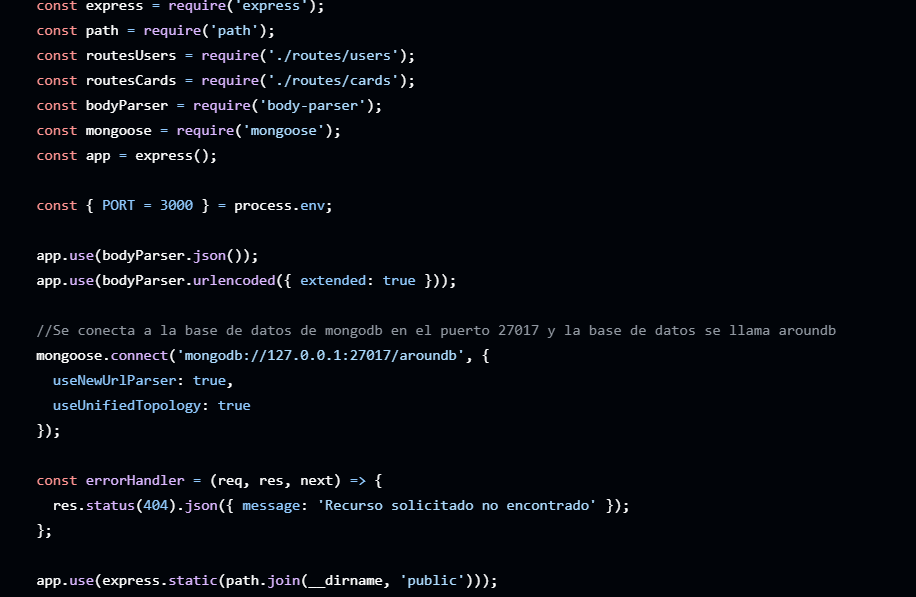 const express = require('express');
const path = require('path');
const routesUsers = require('./routes/users');
const routesCards = require('./routes/cards');
const bodyParser = require('body-parser');
const mongoose = require('mongoose');
const app = express();
const { PORT = 3000 } = process.env;
app.use(bodyParser.json());
app.use(bodyParser.urlencoded({ extended: true }));
//Se conecta a la base de datos de mongodb en el puerto 27017 y la base de datos se llama aroundb
mongoose.connect('mongodb://127.0.0.1:27017/aroundb', {
  useNewUrlParser: true,
  useUnifiedTopology: true
});
const errorHandler = (req, res, next) => {
  res.status(404).json({ message: 'Recurso solicitado no encontrado' });
};
app.use(express.static(path.join(__dirname, 'public')));